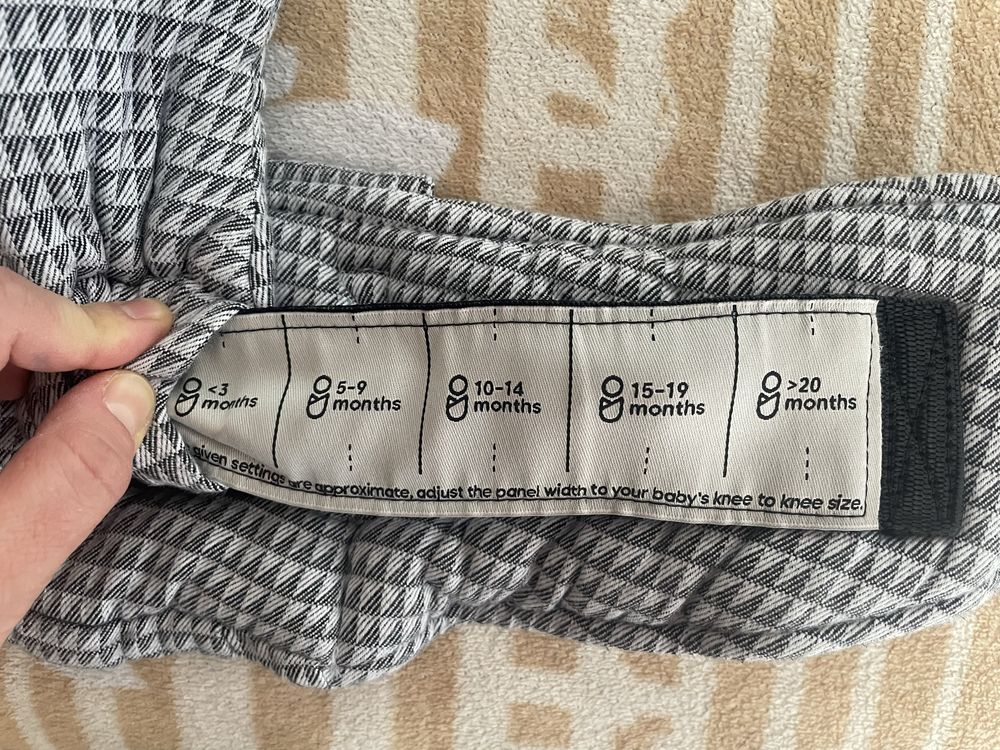 <3
months
5-9
months
10-14
months
15-19
months
>20
months
given settings are approximate, adjust the panel width to your baby's knee to knee size.